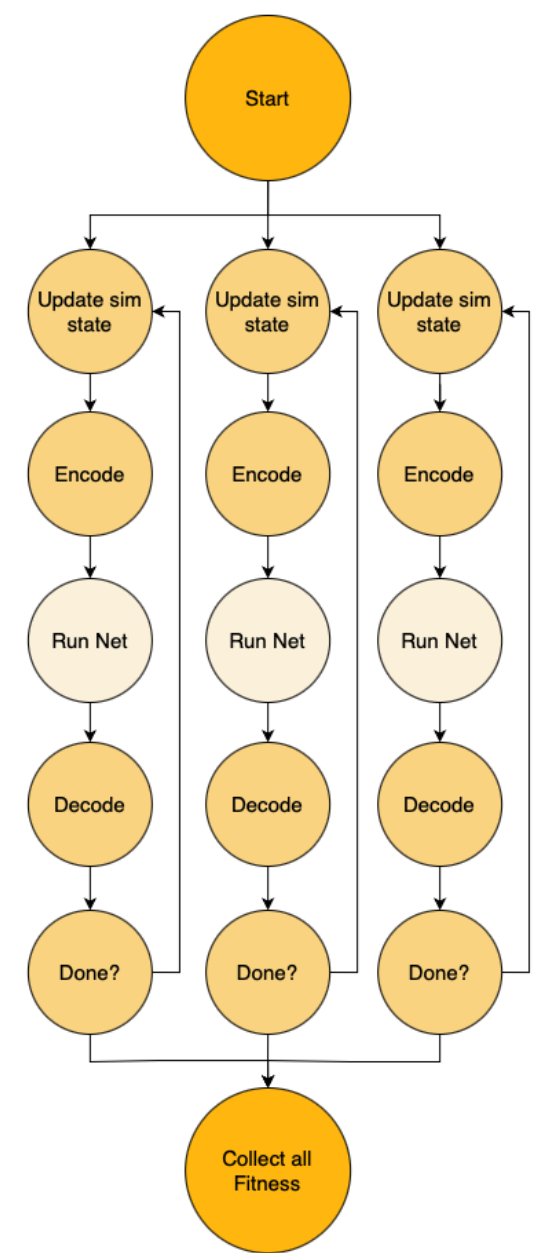 Start
Update sim
state
Update sim
state
Update sim
state
Encode
Encode
Encode
Run Net
Run Net
Run Net
Decode
Decode
Decode
Done?
Done?
Done?
Collect all
Fitness